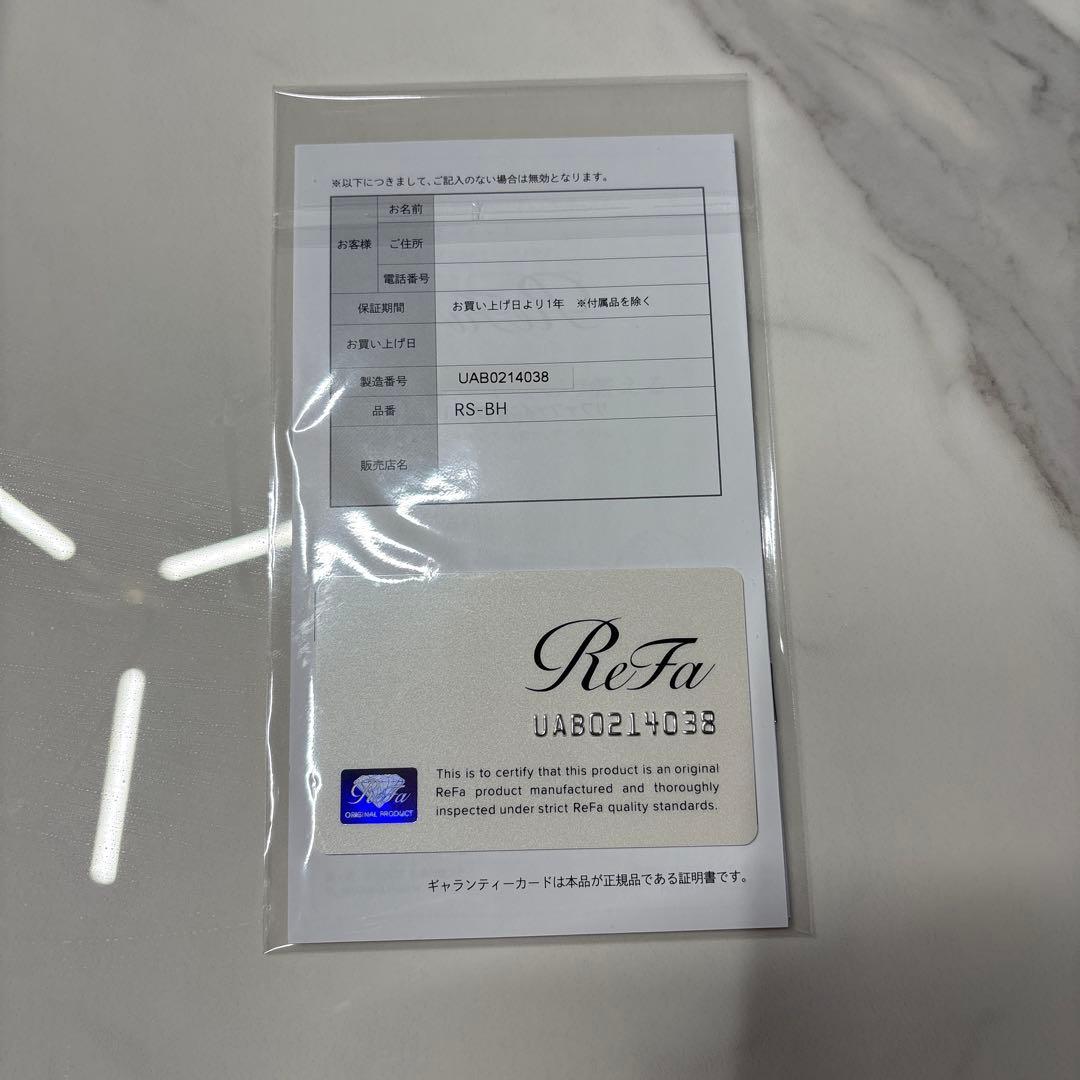 ※以下につきまして、ご記入のない場合は無効となります。
お客様
お名前
ご住所
電話番号
保証期間 お買い上げ日より1年 ※付属品を除く
お買い上げ日
製造番号 UAB0214038
品番 RS-BH
販売店名
ReFa
UAB0214038
ReFa
ORIGINAL PRODUCT
This is to certify that this product is an original
ReFa product manufactured and thoroughly
inspected under strict ReFa quality standards.
ギャランティーカードは本品が正規品である証明書です。